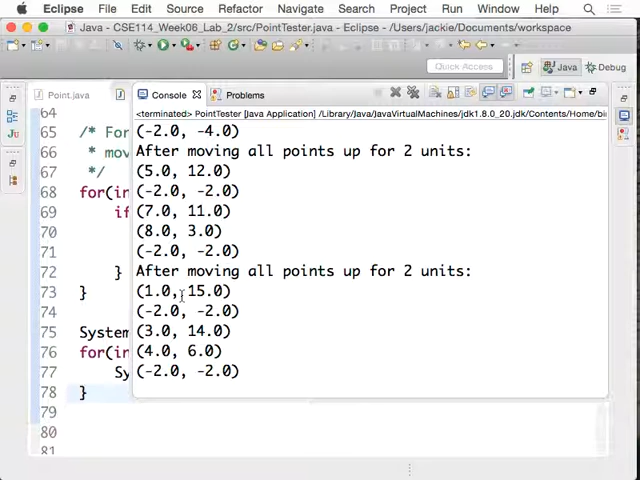 Eclipse File Edit Source Refactor Navigate Search Project Run Window Help
Java - CSE114_Week06_Lab_2/src/PointTester.java - Eclipse - /Users/jackie/Documents/workspace
Quick Access Java Debug
Point.java Console Problems
<terminated> PointTester [Java Application] /Library/Java/JavaVirtualMachines/jdk1.8.0_20.jdk/Contents/Home/bin
64 (-2.0, -4.0)
65 /* For After moving all points up for 2 units:
66 * mov (5.0, 12.0)
67 */ (-2.0, -2.0)
68 for(in (7.0, 11.0)
69 if (8.0, 3.0)
70 (-2.0, -2.0)
71 After moving all points up for 2 units:
72 } (1.0, 15.0)
73 } (-2.0, -2.0)
74 (3.0, 14.0)
75 System (4.0, 6.0)
76 for(in (-2.0, -2.0)
77 Sy
78 }
79
80
81